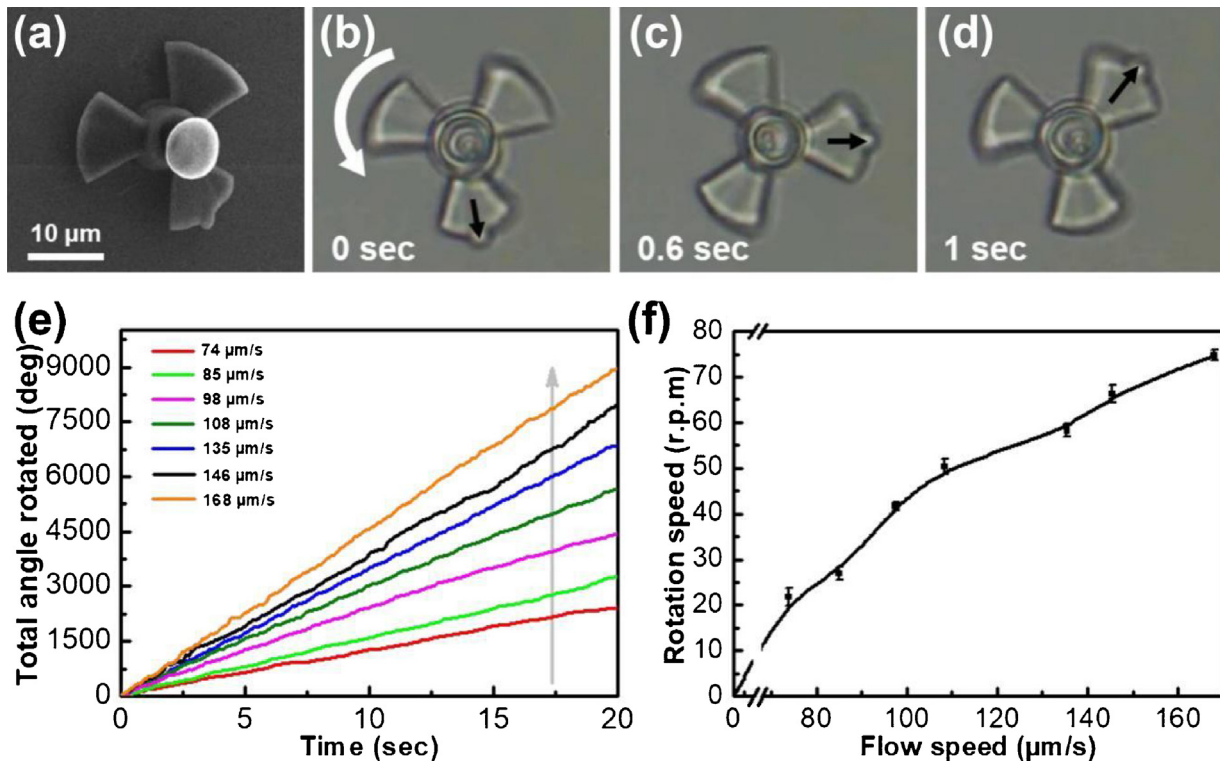 (a)
10 µm
(b)
0 sec
(c)
0.6 sec
(d)
1 sec
(e)
Total angle rotated (deg)
9000
7500
6000
4500
3000
1500
0
74 µm/s
85 µm/s
98 µm/s
108 µm/s
135 µm/s
146 µm/s
168 µm/s
0 5 10 15 20
Time (sec)
(f)
Rotation speed (r.p.m)
80
70
60
50
40
30
20
10
0
0 80 100 120 140 160
Flow speed (µm/s)